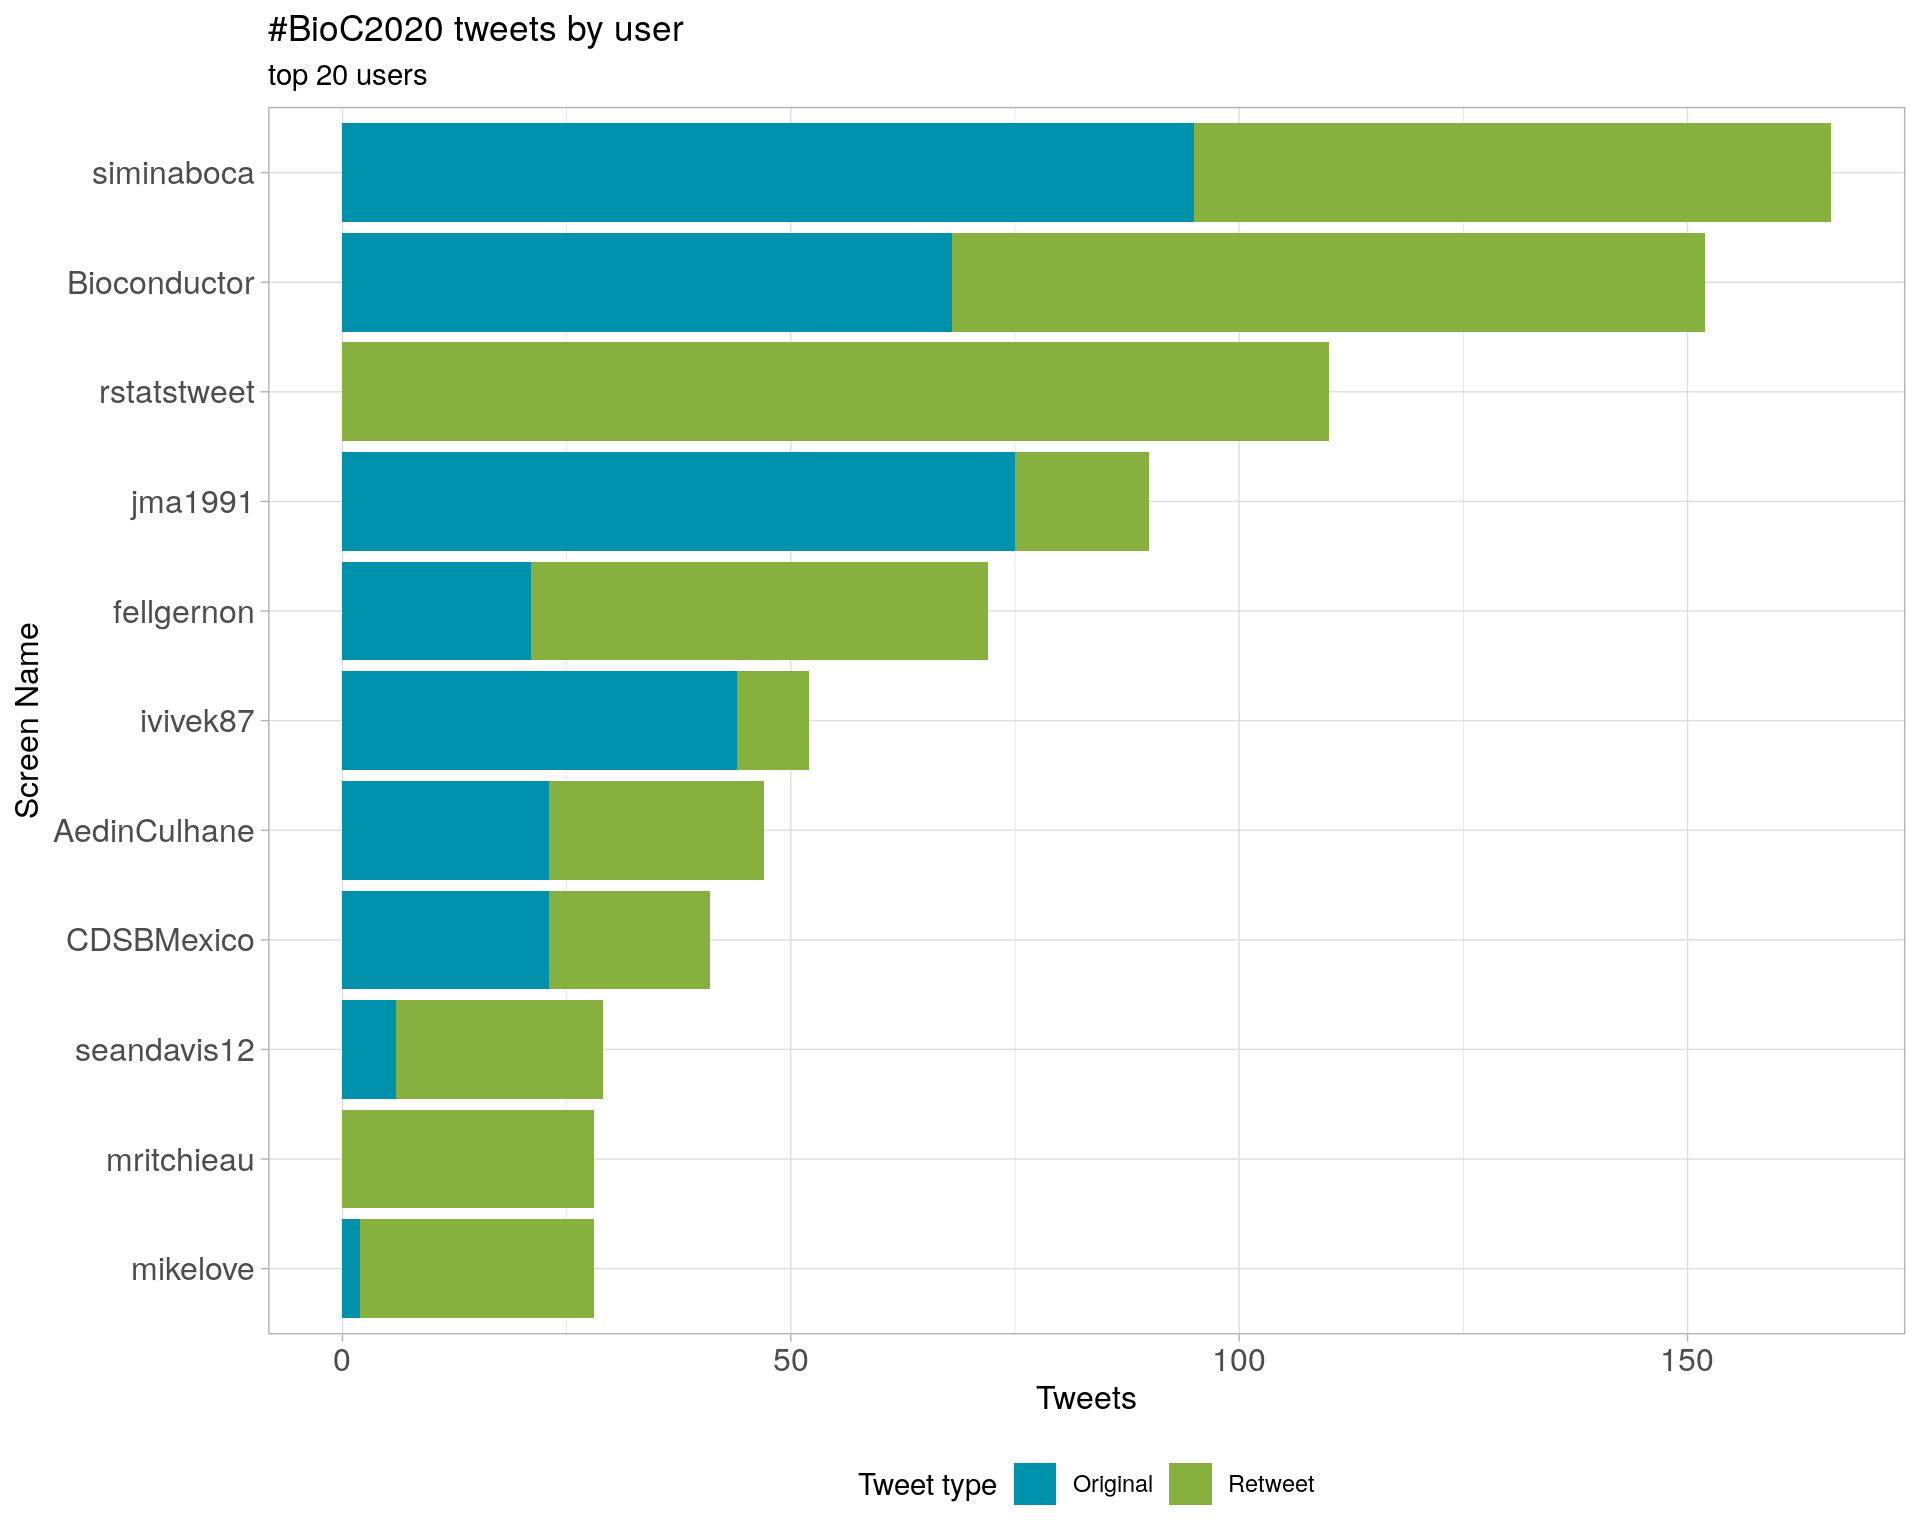 #BioC2020 tweets by user
top 20 users
Screen Name
siminaboca
Bioconductor
rstatstweet
jma1991
fellgernon
ivivek87
AedinCulhane
CDSBMexico
seandavis12
mritchieau
mikelove
0 50 100 150
Tweets
Tweet type Original Retweet